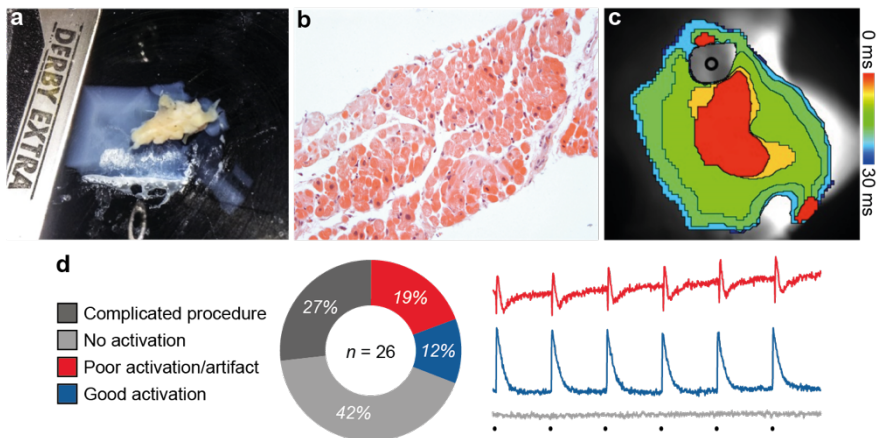 a
DERBY EXTRA
b
c
0 ms
30 ms
d
Complicated procedure
No activation
Poor activation/artifact
Good activation
27%
19%
n = 26
12%
42%